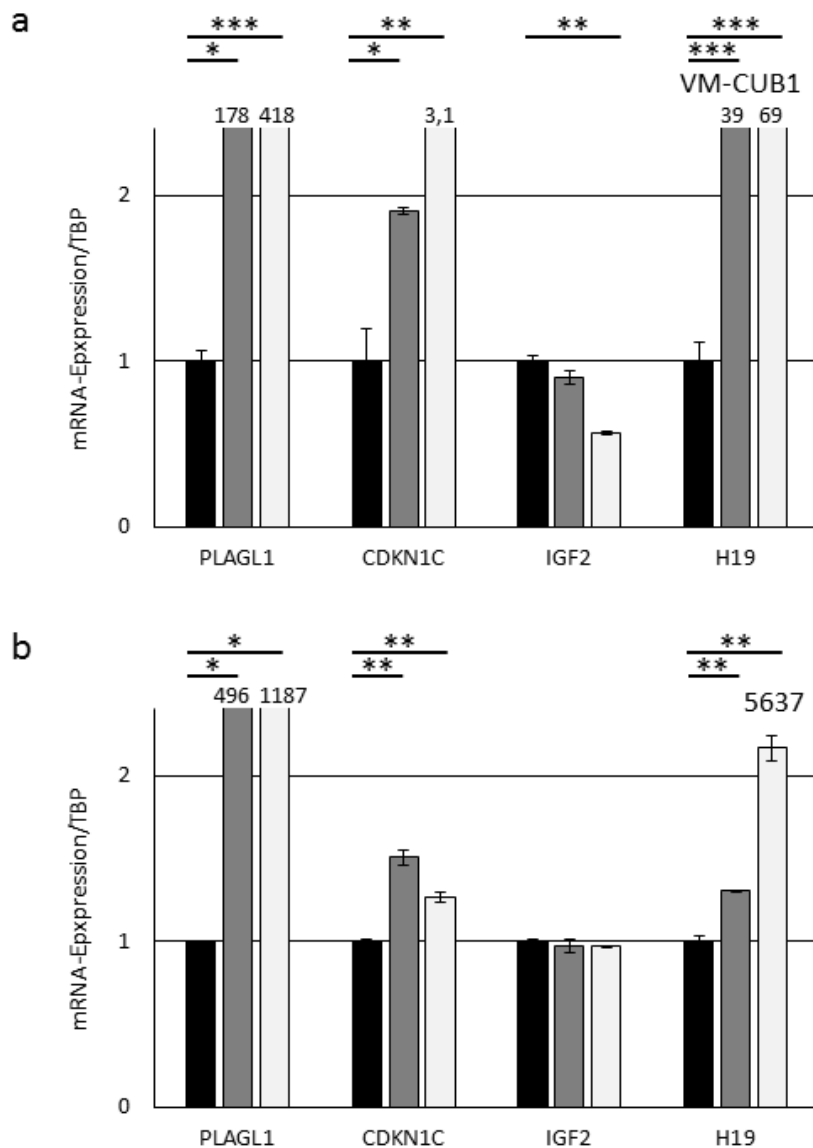 a
*** ** ** ***
* * ***
VM-CUB1
178 418 3,1 39 69
mRNA-Epxpression/TBP
2
1
0
PLAGL1 CDKN1C IGF2 H19
b
* ** **
* ** **
496 1187 5637
mRNA-Epxpression/TBP
2
1
0
PLAGL1 CDKN1C IGF2 H19